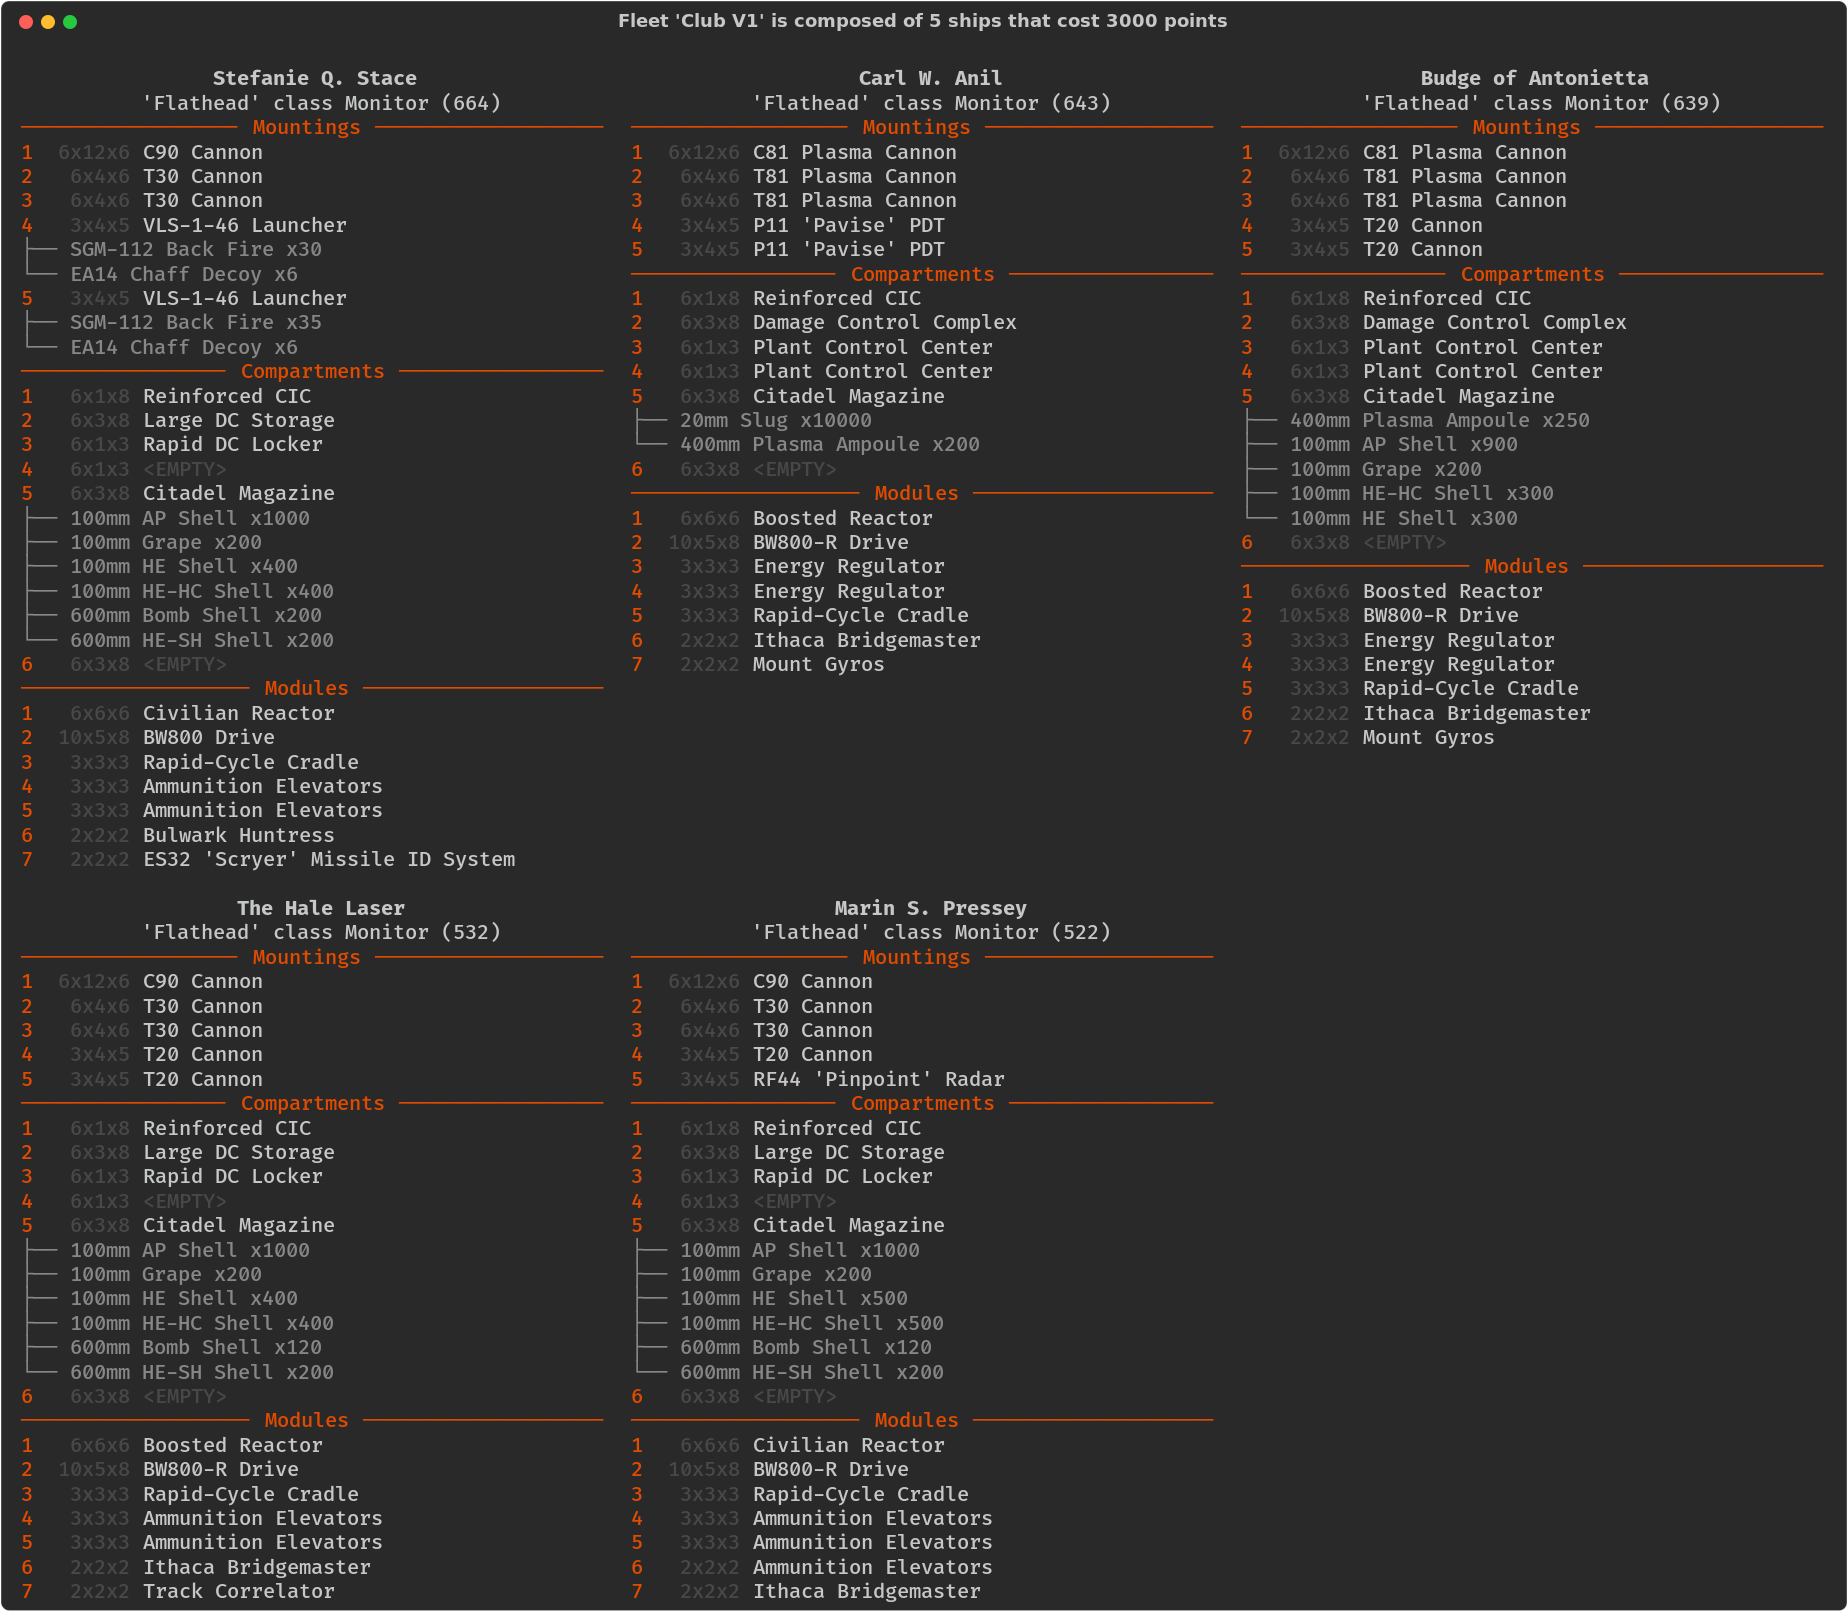 Fleet 'Club V1' is composed of 5 ships that cost 3000 points
Stefanie Q. Stace
'Flathead' class Monitor (664)
Mountings
1 6x12x6 C90 Cannon
2 6x4x6 T30 Cannon
3 6x4x6 T30 Cannon
4 3x4x5 VLS-1-46 Launcher
SGM-112 Back Fire x30
EA14 Chaff Decoy x6
5 3x4x5 VLS-1-46 Launcher
SGM-112 Back Fire x35
EA14 Chaff Decoy x6
Compartments
1 6x1x8 Reinforced CIC
2 6x3x8 Large DC Storage
3 6x1x3 Rapid DC Locker
4 6x1x3 <EMPTY>
5 6x3x8 Citadel Magazine
100mm AP Shell x1000
100mm Grape x200
100mm HE Shell x400
100mm HE-HC Shell x400
600mm Bomb Shell x200
600mm HE-SH Shell x200
6 6x3x8 <EMPTY>
Modules
1 6x6x6 Civilian Reactor
2 10x5x8 BW800 Drive
3 3x3x3 Rapid-Cycle Cradle
4 3x3x3 Ammunition Elevators
5 3x3x3 Ammunition Elevators
6 2x2x2 Bulwark Huntress
7 2x2x2 ES32 'Scryer' Missile ID System
Carl W. Anil
'Flathead' class Monitor (643)
Mountings
1 6x12x6 C81 Plasma Cannon
2 6x4x6 T81 Plasma Cannon
3 6x4x6 T81 Plasma Cannon
4 3x4x5 P11 'Pavise' PDT
5 3x4x5 P11 'Pavise' PDT
Compartments
1 6x1x8 Reinforced CIC
2 6x3x8 Damage Control Complex
3 6x1x3 Plant Control Center
4 6x1x3 Plant Control Center
5 6x3x8 Citadel Magazine
20mm Slug x10000
400mm Plasma Ampoule x200
6 6x3x8 <EMPTY>
Modules
1 6x6x6 Boosted Reactor
2 10x5x8 BW800-R Drive
3 3x3x3 Energy Regulator
4 3x3x3 Energy Regulator
5 3x3x3 Rapid-Cycle Cradle
6 2x2x2 Ithaca Bridgemaster
7 2x2x2 Mount Gyros
Budge of Antonietta
'Flathead' class Monitor (639)
Mountings
1 6x12x6 C81 Plasma Cannon
2 6x4x6 T81 Plasma Cannon
3 6x4x6 T81 Plasma Cannon
4 3x4x5 T20 Cannon
5 3x4x5 T20 Cannon
Compartments
1 6x1x8 Reinforced CIC
2 6x3x8 Damage Control Complex
3 6x1x3 Plant Control Center
4 6x1x3 Plant Control Center
5 6x3x8 Citadel Magazine
400mm Plasma Ampoule x250
100mm AP Shell x900
100mm Grape x200
100mm HE-HC Shell x300
100mm HE Shell x300
6 6x3x8 <EMPTY>
Modules
1 6x6x6 Boosted Reactor
2 10x5x8 BW800-R Drive
3 3x3x3 Energy Regulator
4 3x3x3 Energy Regulator
5 3x3x3 Rapid-Cycle Cradle
6 2x2x2 Ithaca Bridgemaster
7 2x2x2 Mount Gyros
The Hale Laser
'Flathead' class Monitor (532)
Mountings
1 6x12x6 C90 Cannon
2 6x4x6 T30 Cannon
3 6x4x6 T30 Cannon
4 3x4x5 T20 Cannon
5 3x4x5 T20 Cannon
Compartments
1 6x1x8 Reinforced CIC
2 6x3x8 Large DC Storage
3 6x1x3 Rapid DC Locker
4 6x1x3 <EMPTY>
5 6x3x8 Citadel Magazine
100mm AP Shell x1000
100mm Grape x200
100mm HE Shell x400
100mm HE-HC Shell x400
600mm Bomb Shell x120
600mm HE-SH Shell x200
6 6x3x8 <EMPTY>
Modules
1 6x6x6 Boosted Reactor
2 10x5x8 BW800-R Drive
3 3x3x3 Rapid-Cycle Cradle
4 3x3x3 Ammunition Elevators
5 3x3x3 Ammunition Elevators
6 2x2x2 Ithaca Bridgemaster
7 2x2x2 Track Correlator
Marin S. Pressey
'Flathead' class Monitor (522)
Mountings
1 6x12x6 C90 Cannon
2 6x4x6 T30 Cannon
3 6x4x6 T30 Cannon
4 3x4x5 T20 Cannon
5 3x4x5 RF44 'Pinpoint' Radar
Compartments
1 6x1x8 Reinforced CIC
2 6x3x8 Large DC Storage
3 6x1x3 Rapid DC Locker
4 6x1x3 <EMPTY>
5 6x3x8 Citadel Magazine
100mm AP Shell x1000
100mm Grape x200
100mm HE Shell x500
100mm HE-HC Shell x500
600mm Bomb Shell x120
600mm HE-SH Shell x200
6 6x3x8 <EMPTY>
Modules
1 6x6x6 Civilian Reactor
2 10x5x8 BW800-R Drive
3 3x3x3 Rapid-Cycle Cradle
4 3x3x3 Ammunition Elevators
5 3x3x3 Ammunition Elevators
6 2x2x2 Ammunition Elevators
7 2x2x2 Ithaca Bridgemaster